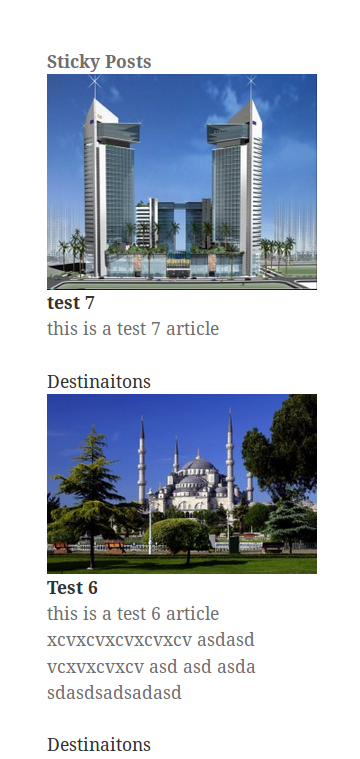 Sticky Posts
test 7
this is a test 7 article
Destinaitons
Test 6
this is a test 6 article
xcvxcvxcvxcvxcv asdasd
vcxvxcvxcv asd asd asda
sdasdsadsadasd
Destinaitons